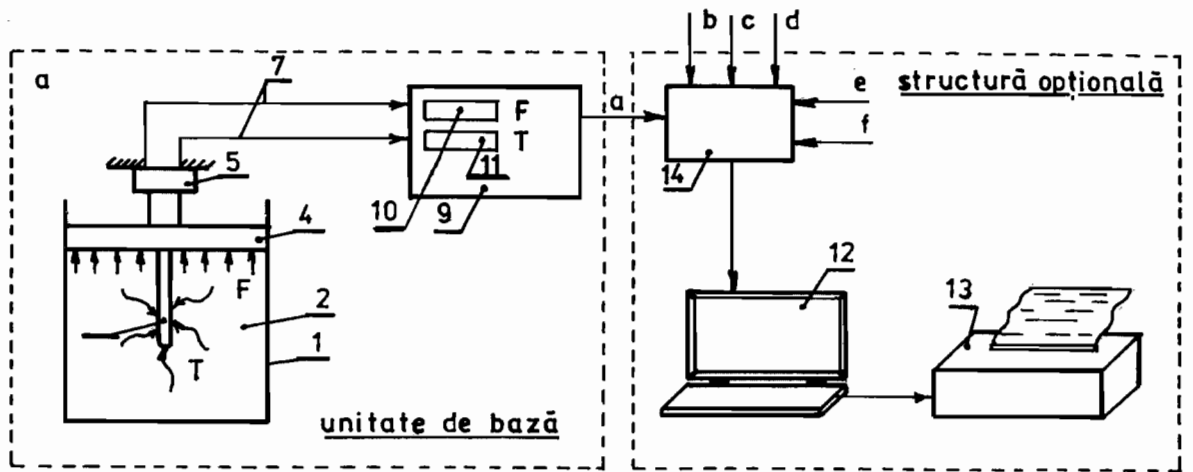 b c d
a
7
a
e
structură opțională
f
F
T
11
10
9
14
5
4
F
2
1
T
unitate de bază
12
13